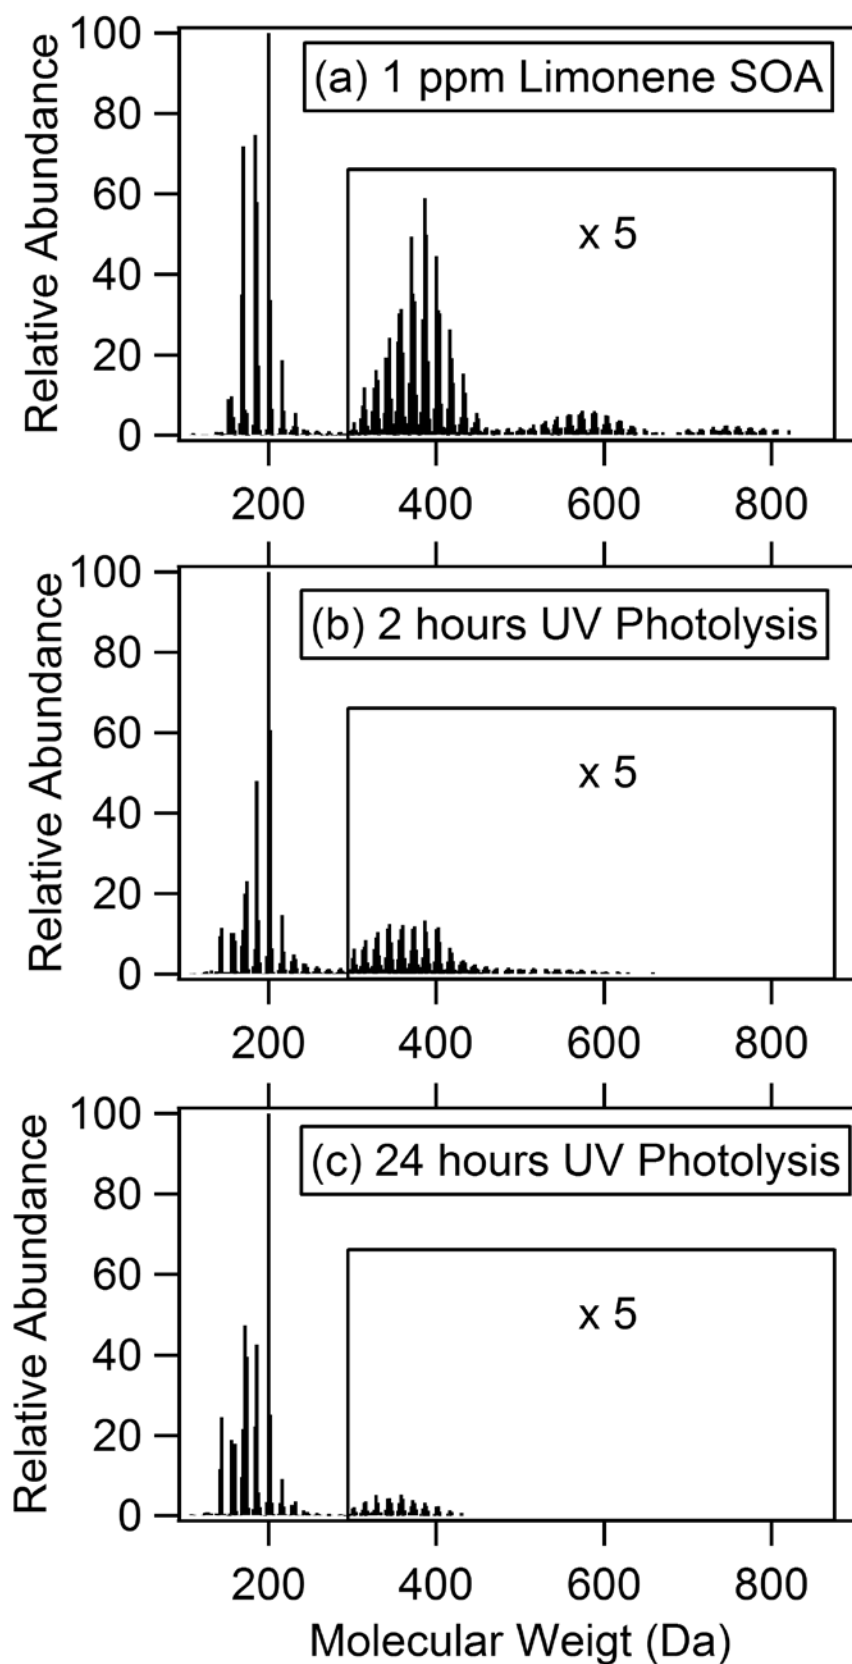 Relative Abundance
100
80
60
40
20
0
(a) 1 ppm Limonene SOA
x 5
200 400 600 800
Relative Abundance
100
80
60
40
20
0
(b) 2 hours UV Photolysis
x 5
200 400 600 800
Relative Abundance
100
80
60
40
20
0
(c) 24 hours UV Photolysis
x 5
200 400 600 800
Molecular Weigt (Da)